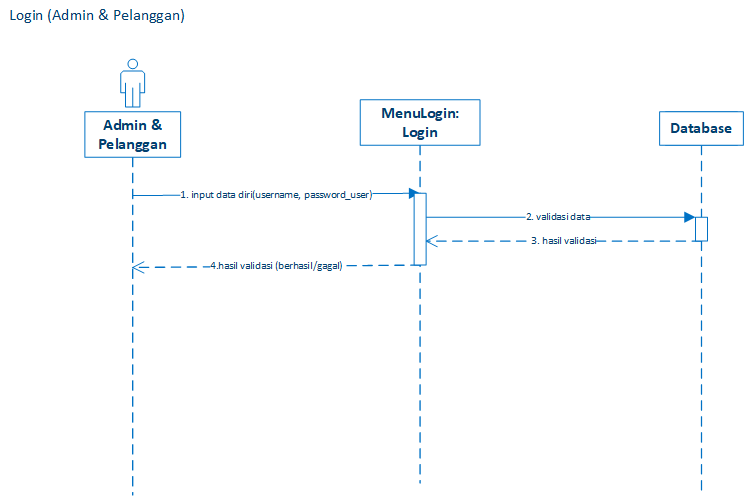 Login (Admin & Pelanggan)
Admin &
Pelanggan
MenuLogin:
Login
Database
1. input data diri(username, password_user)
2. validasi data
3. hasil validasi
4.hasil validasi (berhasil/gagal)